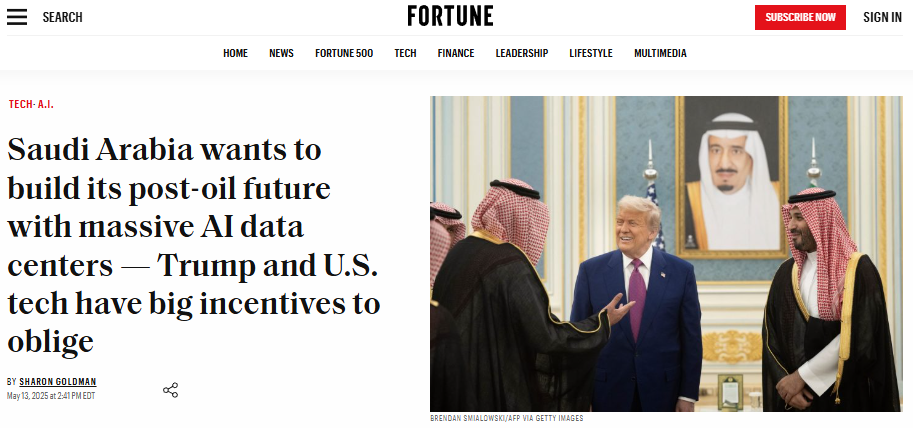 SEARCH
FORTUNE
SUBSCRIBE NOW
SIGN IN
HOME NEWS FORTUNE 500 TECH FINANCE LEADERSHIP LIFESTYLE MULTIMEDIA
TECH· A.I.
Saudi Arabia wants to
build its post-oil future
with massive AI data
centers — Trump and U.S.
tech have big incentives to
oblige
BY SHARON GOLDMAN
May 13, 2025 at 2:41 PM EDT
BRENDAN SMIALOWSKI/AFP VIA GETTY IMAGES